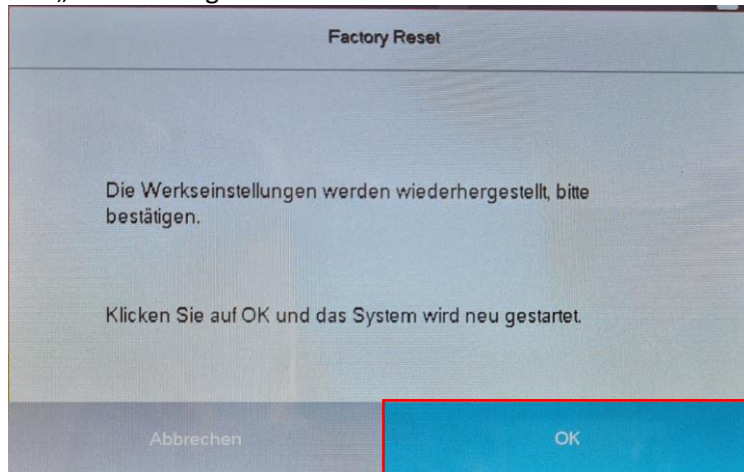 Factory Reset
Die Werkseinstellungen werden wiederhergestellt, bitte
bestätigen.
Klicken Sie auf OK und das System wird neu gestartet.
Abbrechen
OK